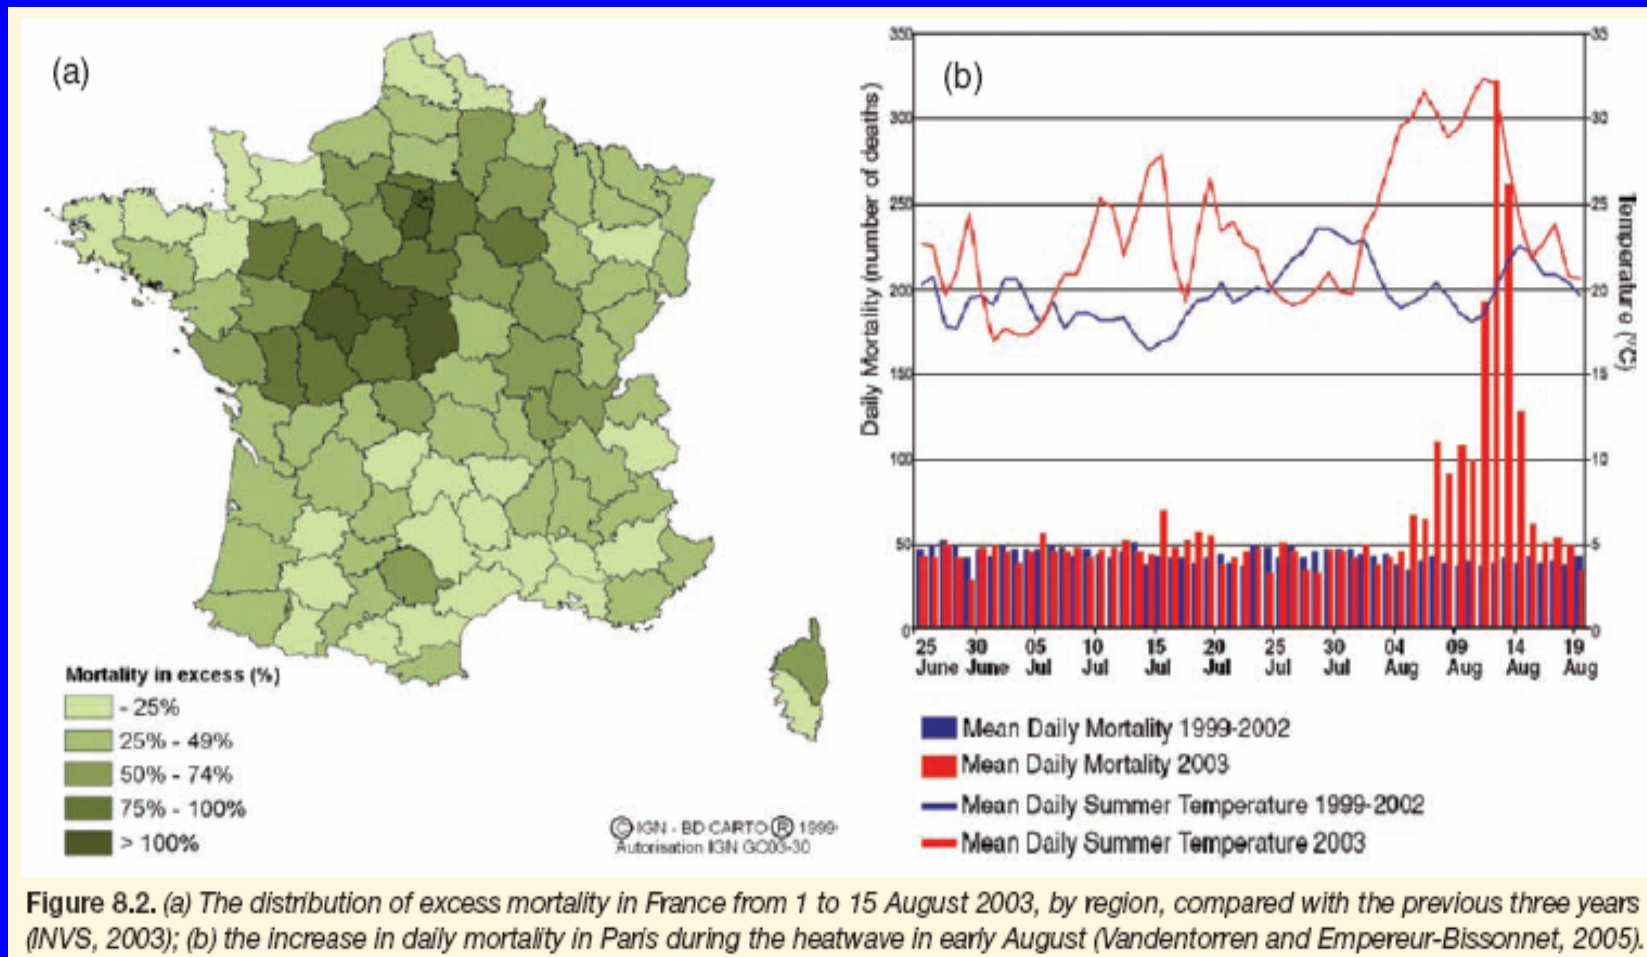 (a)
Mortality in excess (%)
- 25%
25% - 49%
50% - 74%
75% - 100%
> 100%
Ⓒ IGN - BD CARTO Ⓡ 1999-
Autorisation IGN GC03-30
(b)
Daily Mortality (number of deaths)
350
300
250
200
150
100
50
0
35
30
25
20
15
10
5
0
Temperature (°C)
25 30 05 10 15 20 25 30 04 09 14 19
June June Jul Jul Jul Jul Jul Jul Aug Aug Aug Aug
Mean Daily Mortality 1999-2002
Mean Daily Mortality 2003
Mean Daily Summer Temperature 1999-2002
Mean Daily Summer Temperature 2003
Figure 8.2. (a) The distribution of excess mortality in France from 1 to 15 August 2003, by region, compared with the previous three years
(INVS, 2003); (b) the increase in daily mortality in Paris during the heatwave in early August (Vandentorren and Empereur-Bissonnet, 2005).